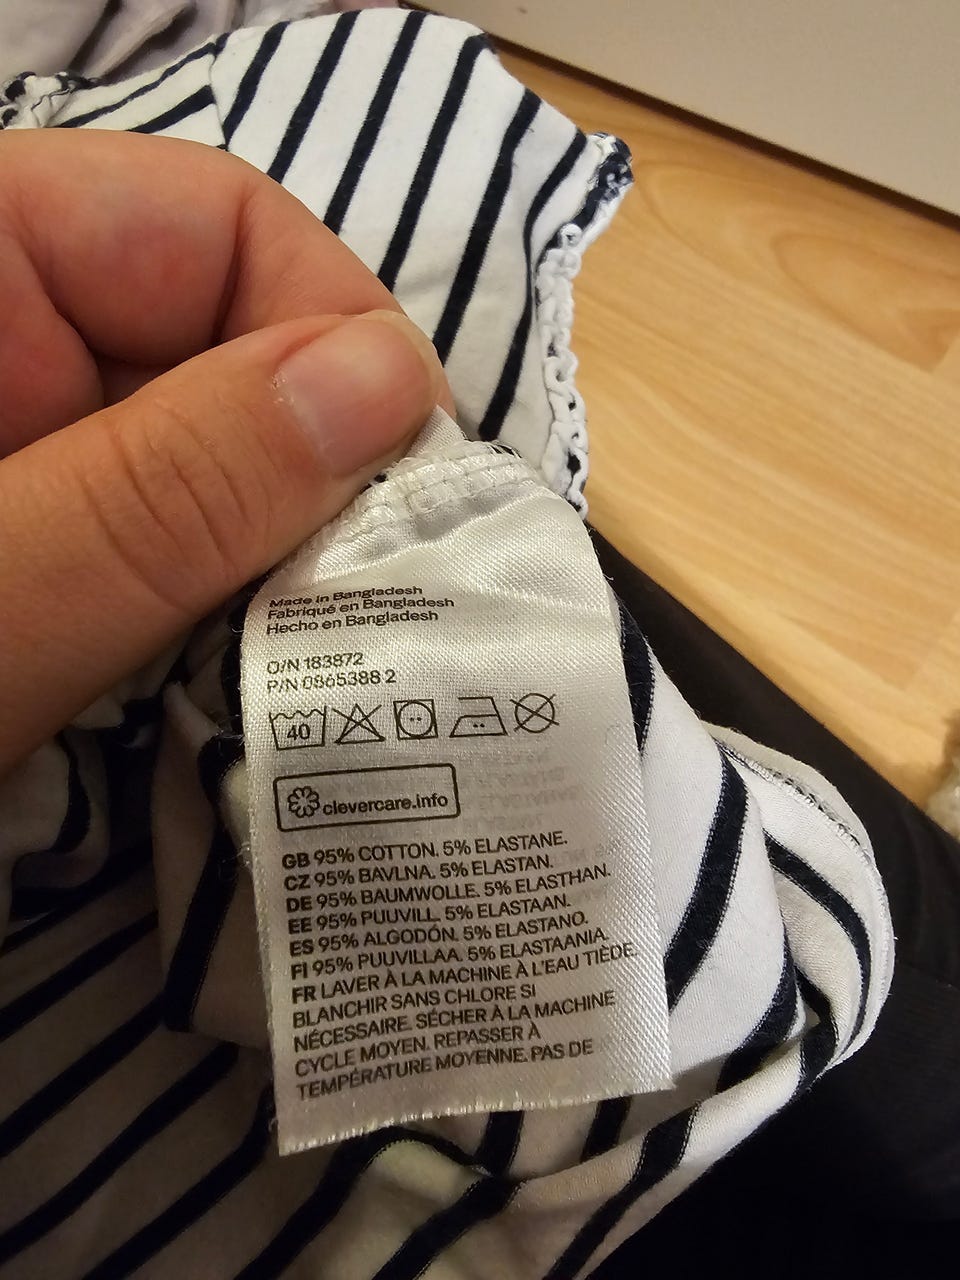 Made in Bangladesh
Fabriqué en Bangladesh
Hecho en Bangladesh
O/N 183872
P/N 0865388 2
40
clevercare.info
GB 95% COTTON. 5% ELASTANE.
CZ 95% BAVLNA. 5% ELASTAN.
DE 95% BAUMWOLLE. 5% ELASTHAN.
EE 95% PUUVILL. 5% ELASTAAN.
ES 95% ALGODÓN. 5% ELASTANO.
FI 95% PUUVILLAA. 5% ELASTAANIA.
FR LAVER À LA MACHINE À L'EAU TIÈDE.
BLANCHIR SANS CHLORE SI
NÉCESSAIRE. SÉCHER À LA MACHINE
CYCLE MOYEN. REPASSER À
TEMPÉRATURE MOYENNE. PAS DE